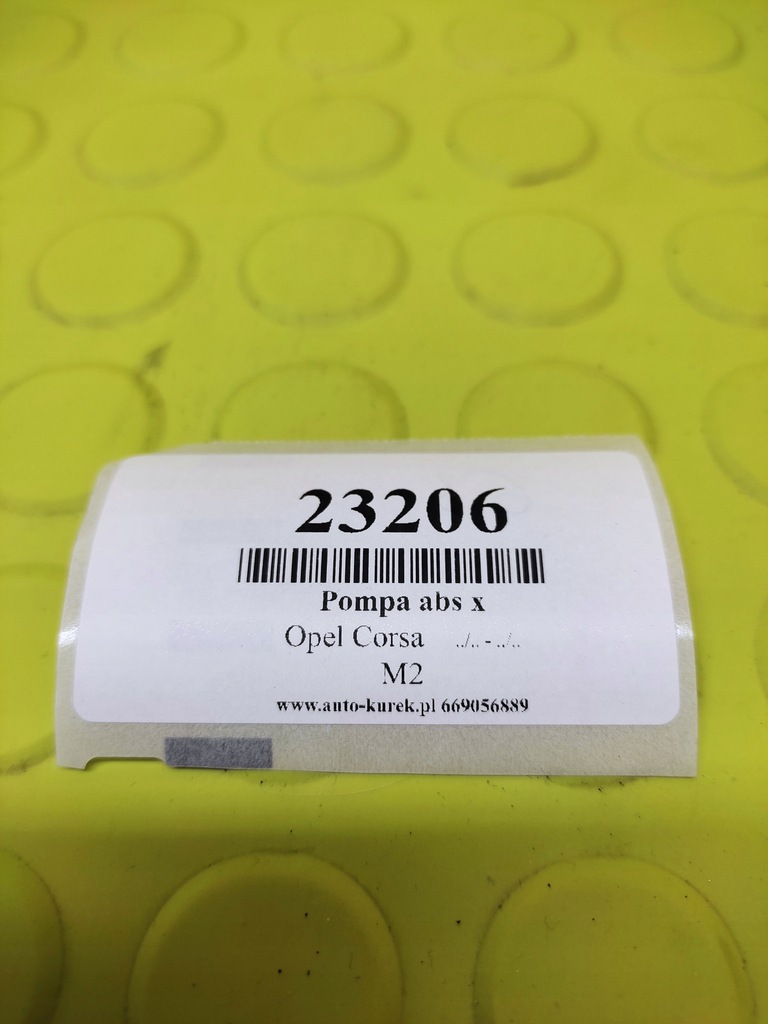 23206
Pompa abs x
Opel Corsa ../.. - ../..
M2
www.auto-kurek.pl 669056889